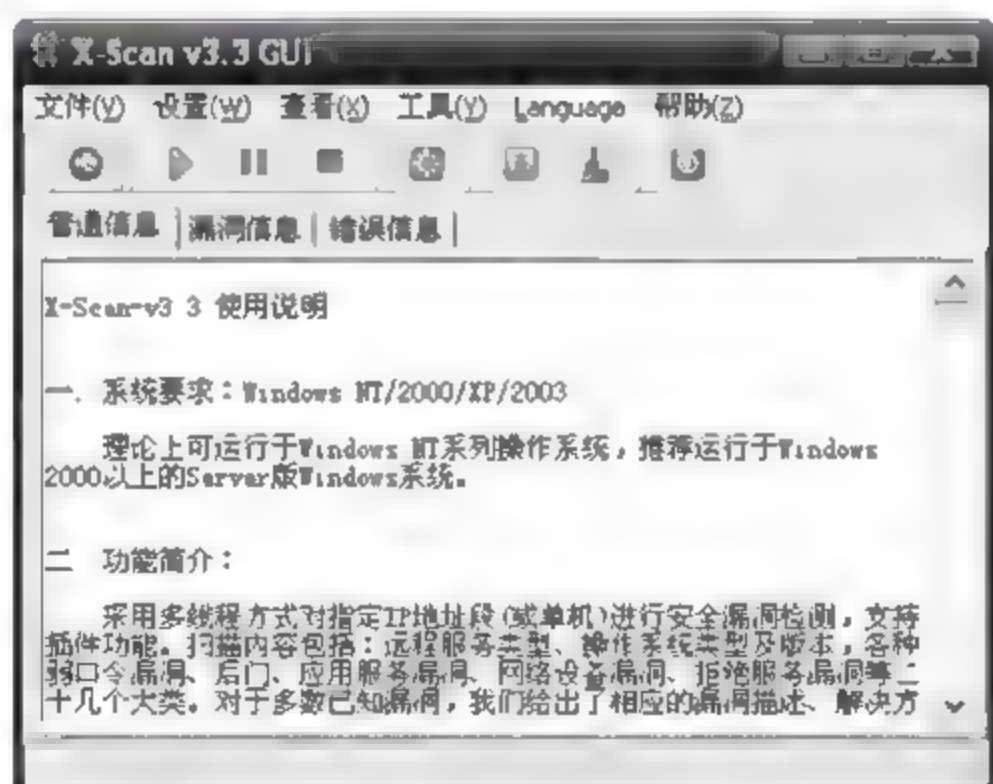 X-Scan v3.3 GUI
文件(V) 设置(W) 查看(X) 工具(Y) Language 帮助(Z)
普通信息 漏洞信息 错误信息
X-Scan-v3 3 使用说明
一. 系统要求：Windows NT/2000/XP/2003
理论上可运行于Windows NT系列操作系统，推荐运行于Windows
2000以上的Server版Windows系统。
二 功能简介：
采用多线程方式对指定IP地址段(或单机)进行安全漏洞检测，支持
插件功能。扫描内容包括：远程服务类型、操作系统类型及版本，各种
弱口令漏洞、后门、应用服务漏洞、网络设备漏洞、拒绝服务漏洞等二
十几个大类。对于多数已知漏洞，我们给出了相应的漏洞描述、解决方